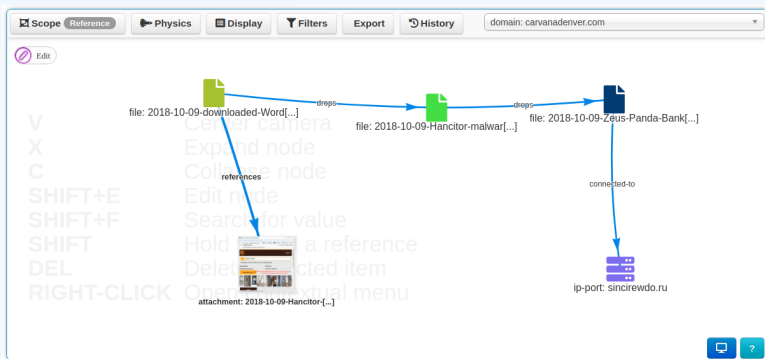 Scope Reference Physics Display Filters Export History domain: carvanadenver.com
Edit
drops
drops
file: 2018-10-09-downloaded-Word[...]
file: 2018-10-09-Hancitor-malwar[...]
file: 2018-10-09-Zeus-Panda-Bank[...]
V Center camera
X Expand node
C Collapse node
references
connected-to
SHIFT+E Edit node
SHIFT+F Search for value
SHIFT Hold a reference
DEL Delete selected item
RIGHT-CLICK Open contextual menu
ip-port: sincirewdo.ru
attachment: 2018-10-09-Hancitor-[...]
?